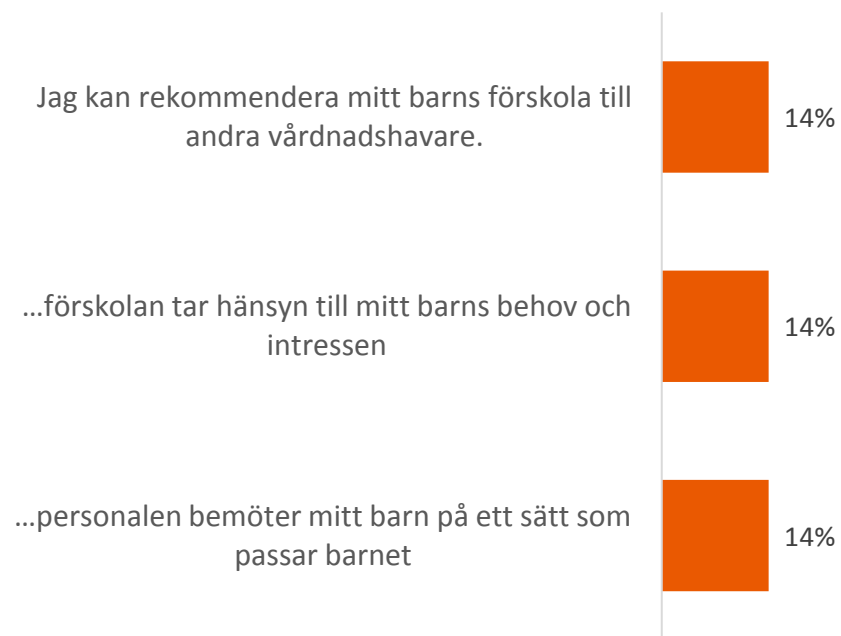 Jag kan rekommendera mitt barns förskola till
andra vårdnadshavare.
14%
…förskolan tar hänsyn till mitt barns behov och
intressen
14%
…personalen bemöter mitt barn på ett sätt som
passar barnet
14%